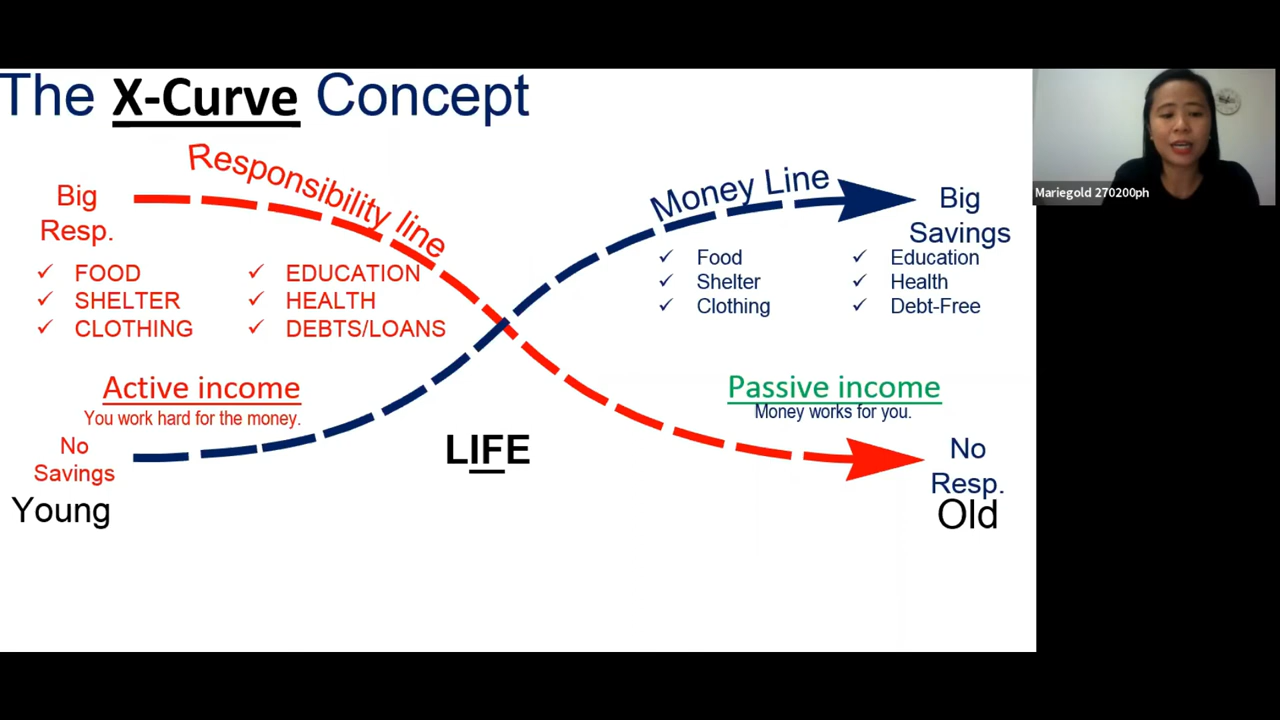 The X-Curve Concept
Responsibility line
Money Line
Big
Resp.
Big
Savings
FOOD
SHELTER
CLOTHING
EDUCATION
HEALTH
DEBTS/LOANS
Food
Shelter
Clothing
Education
Health
Debt-Free
Active income
You work hard for the money.
Passive income
Money works for you.
No
Savings
Young
LIFE
No
Resp.
Old
Mariegold 270200ph